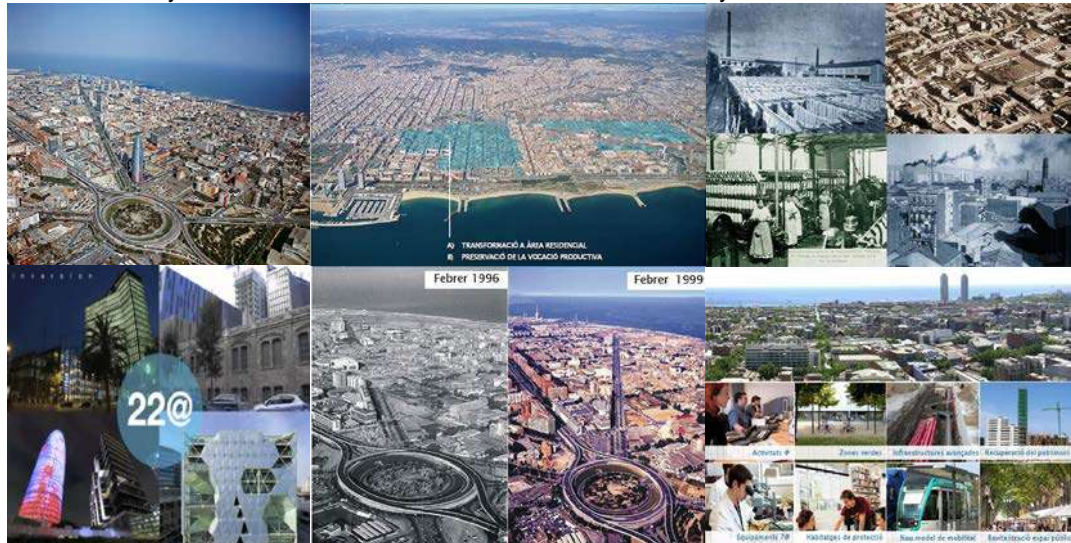 A) TRANSFORMACIÓ A ÀREA RESIDENCIAL
B) PRESERVACIÓ DE LA VOCACIÓ PRODUCTIVA
22@
Febrer 1996
Febrer 1999
Activitats @
Zones verdes
Infraestructures avançades
Recuperació del patrimoni
Equipaments 7@
Habitatges de protecció
Nou model de mobilitat
Revitalització espai públic